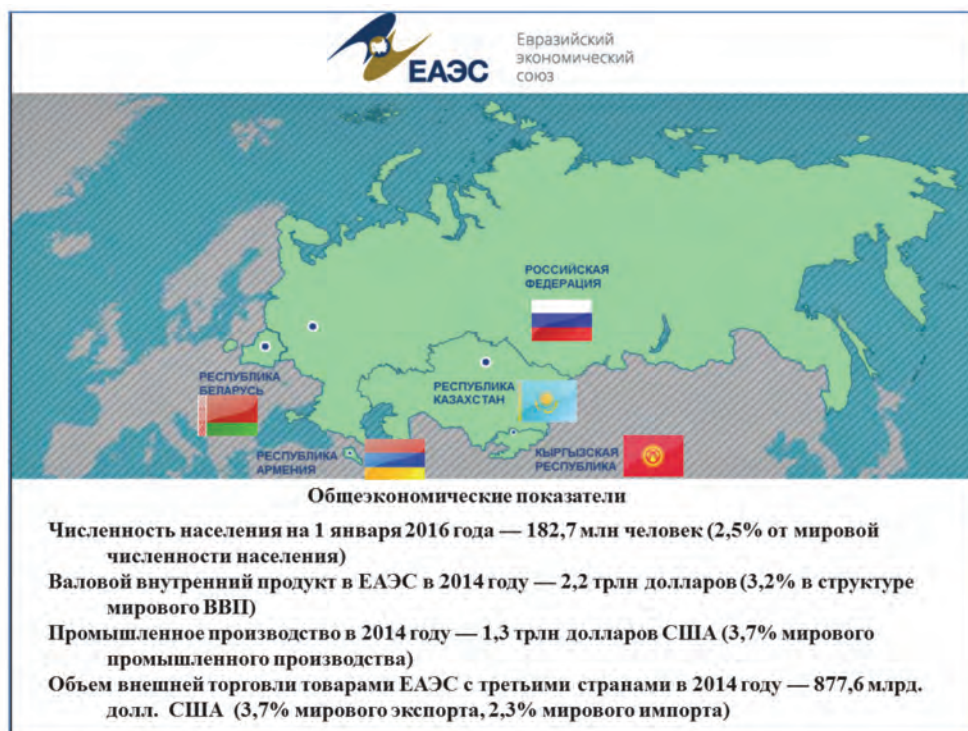 ЕАЭС
Евразийский
экономический
союз
РОССИЙСКАЯ
ФЕДЕРАЦИЯ
РЕСПУБЛИКА
БЕЛАРУСЬ
РЕСПУБЛИКА
КАЗАХСТАН
РЕСПУБЛИКА
АРМЕНИЯ
КЫРГЫЗСКАЯ
РЕСПУБЛИКА
Общеэкономические показатели
Численность населения на 1 января 2016 года — 182,7 млн человек (2,5% от мировой
численности населения)
Валовой внутренний продукт в ЕАЭС в 2014 году — 2,2 трлн долларов (3,2% в структуре
мирового ВВП)
Промышленное производство в 2014 году — 1,3 трлн долларов США (3,7% мирового
промышленного производства)
Объем внешней торговли товарами ЕАЭС с третьими странами в 2014 году — 877,6 млрд.
долл. США (3,7% мирового экспорта, 2,3% мирового импорта)